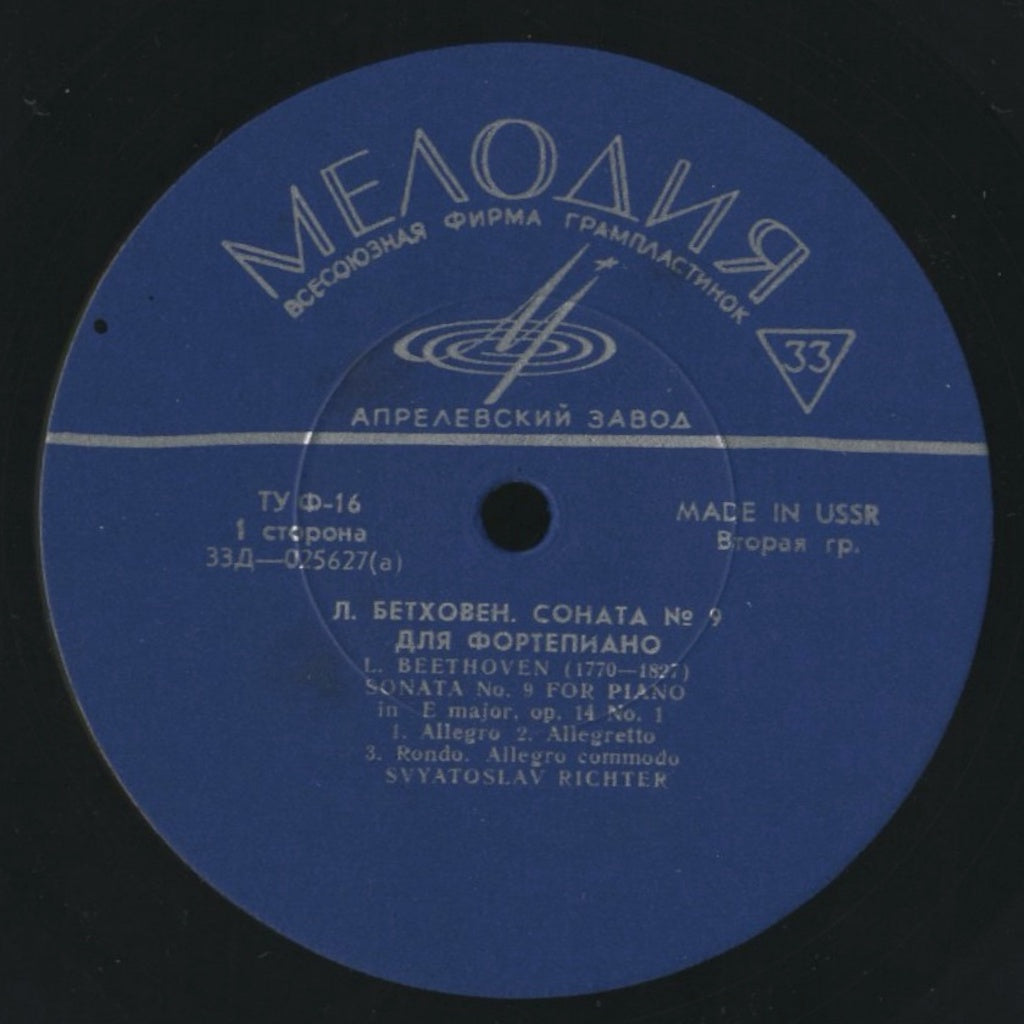 МЕЛОДИЯ
ВСЕСОЮЗНАЯ ФИРМА ГРАМПЛАСТИНОК
33
АПРЕЛЕВСКИЙ ЗАВОД
ТУ Ф-16
1 сторона
33Д—025627(а)
MADE IN USSR
Вторая гр.
Л. БЕТХОВЕН. СОНАТА № 9
ДЛЯ ФОРТЕПИАНО
L. BEETHOVEN (1770—1827)
SONATA No. 9 FOR PIANO
in E major, op. 14 No. 1
1. Allegro 2. Allegretto
3. Rondo. Allegro commodo
SVYATOSLAV RICHTER